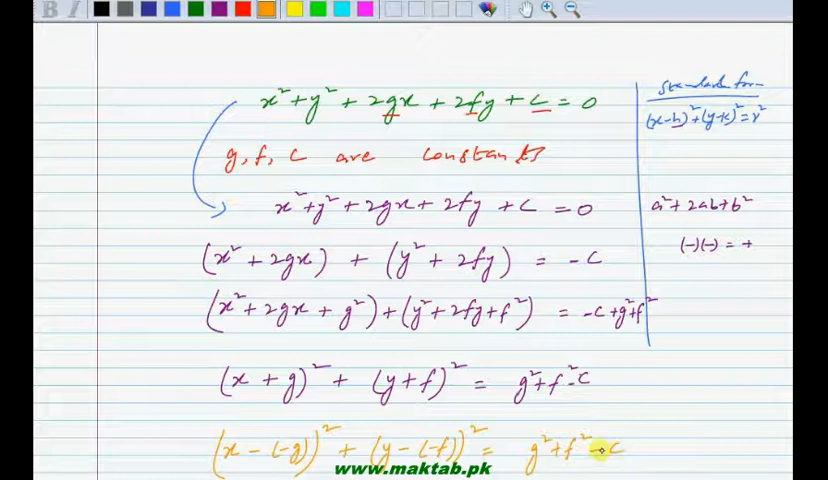 B I
x² + y² + 2gx + 2fy + c = 0
g, f, c are constants
x² + y² + 2gx + 2fy + c = 0
(x² + 2gx) + (y² + 2fy) = -c
(x² + 2gx + g²) + (y² + 2fy + f²) = -c + g² + f²
(x + g)² + (y + f)² = g² + f² - c
(x - (-g))² + (y - (-f))² = g² + f² - c
www.maktab.pk
standard form
(x-h)² + (y-k)² = r²
a² + 2ab + b²
(-)(-) = +